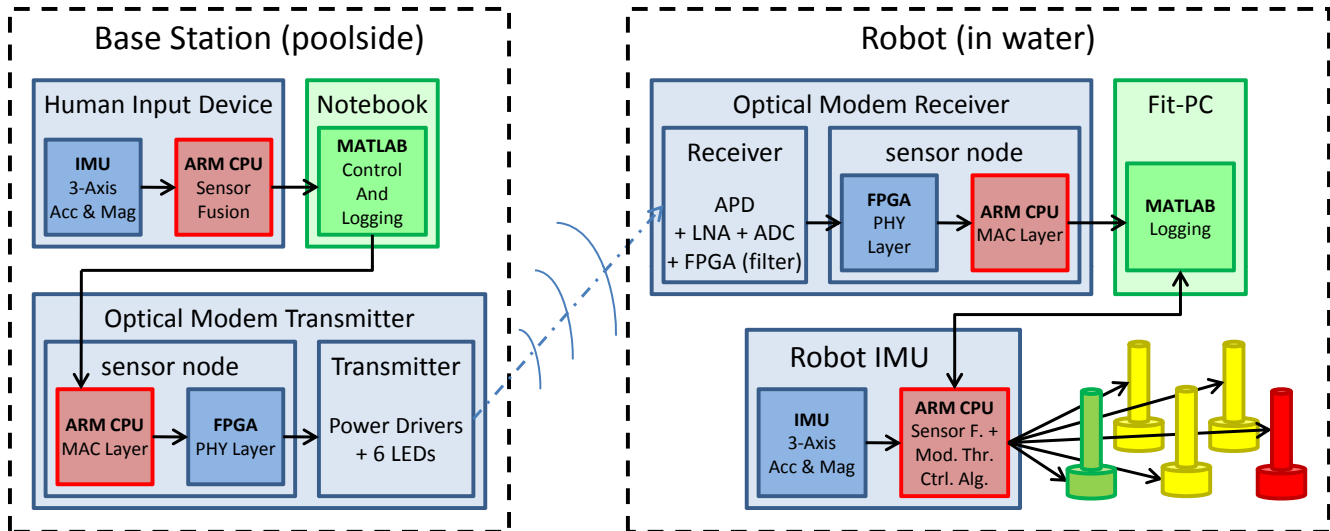 Base Station (poolside)
Human Input Device
IMU
3-Axis
Acc & Mag
ARM CPU
Sensor
Fusion
Notebook
MATLAB
Control
And
Logging
Optical Modem Transmitter
sensor node
ARM CPU
MAC Layer
FPGA
PHY Layer
Transmitter
Power Drivers
+ 6 LEDs
Robot (in water)
Optical Modem Receiver
Receiver
APD
+ LNA + ADC
+ FPGA (filter)
sensor node
FPGA
PHY
Layer
ARM CPU
MAC Layer
Fit-PC
MATLAB
Logging
Robot IMU
IMU
3-Axis
Acc & Mag
ARM CPU
Sensor F. +
Mod. Thr.
Ctrl. Alg.